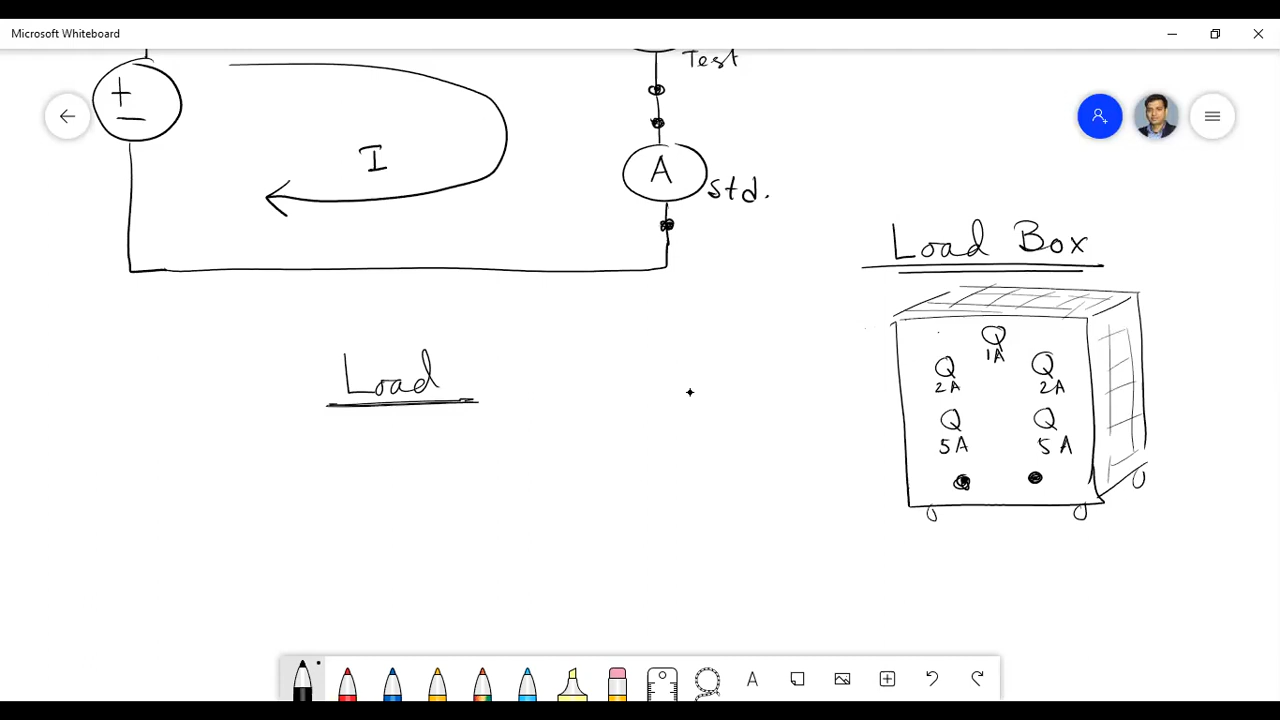 Microsoft Whiteboard
Test
+
−
I
A
Std.
Load Box
1A
2A 2A
5A 5A
Load
A